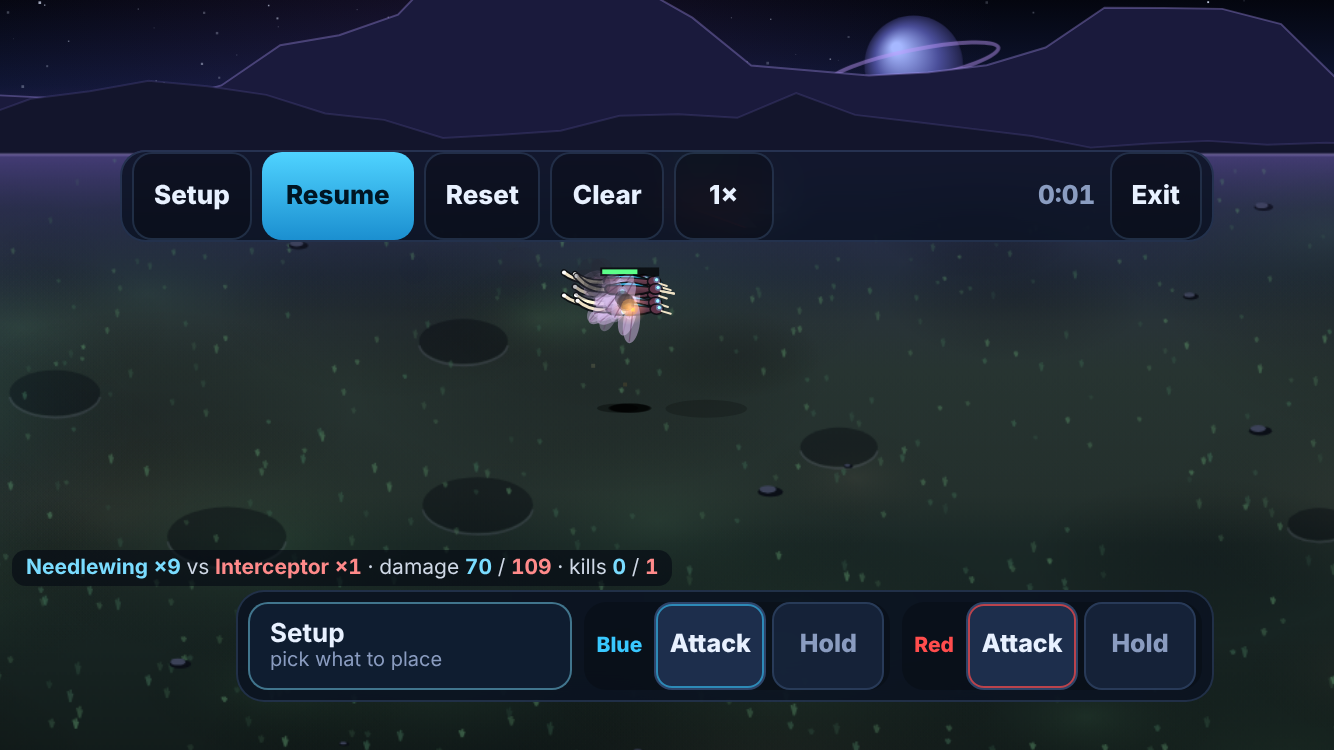 Setup Resume Reset Clear 1× 0:01 Exit
Needlewing ×9 vs Interceptor ×1 · damage 70 / 109 · kills 0 / 1
Setup
pick what to place
Blue Attack Hold Red Attack Hold